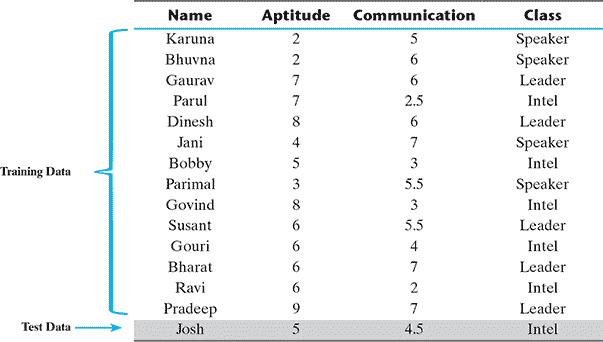 Name Aptitude Communication Class
Karuna 2 5 Speaker
Bhuvna 2 6 Speaker
Gaurav 7 6 Leader
Parul 7 2.5 Intel
Dinesh 8 6 Leader
Jani 4 7 Speaker
Bobby 5 3 Intel
Training Data
Parimal 3 5.5 Speaker
Govind 8 3 Intel
Susant 6 5.5 Leader
Gouri 6 4 Intel
Bharat 6 7 Leader
Ravi 6 2 Intel
Pradeep 9 7 Leader
Test Data Josh 5 4.5 Intel